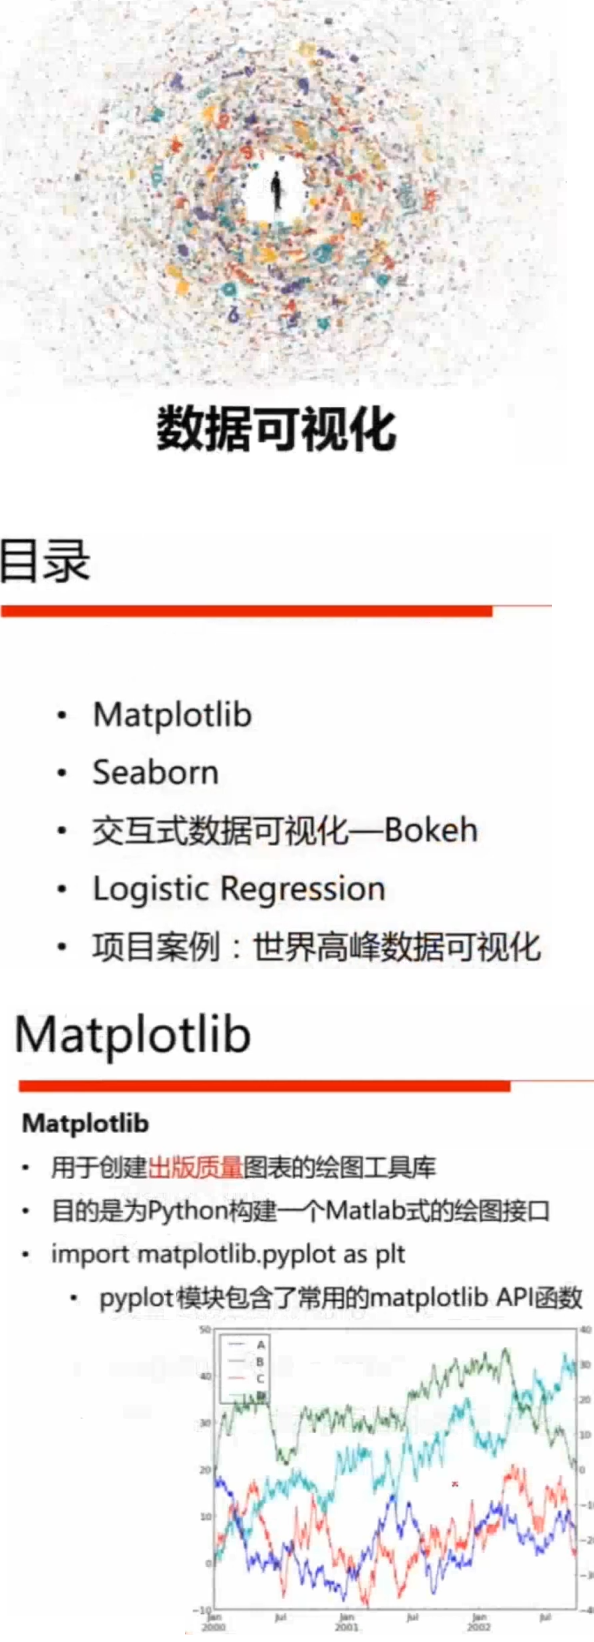 数据可视化
目录
• Matplotlib
• Seaborn
• 交互式数据可视化—Bokeh
• Logistic Regression
• 项目案例：世界高峰数据可视化
Matplotlib
Matplotlib
• 用于创建出版质量图表的绘图工具库
• 目的是为Python构建一个Matlab式的绘图接口
• import matplotlib.pyplot as plt
• pyplot模块包含了常用的matplotlib API函数
50
40
30
20
10
0
−10
A
B
C
40
30
20
10
0
−10
−20
−30
−40
Jan
2000
Jul
Jan
2001
Jul
Jan
2002
Jul